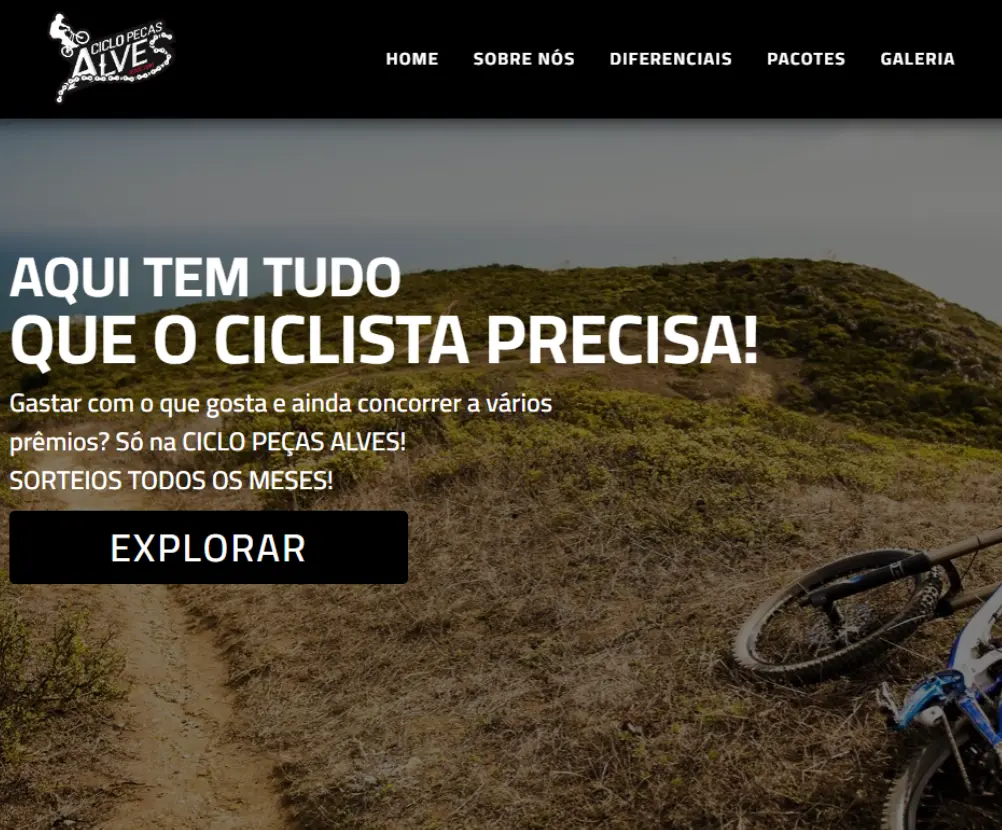 CICLO PEÇAS
ALVES
HOME
SOBRE NÓS
DIFERENCIAIS
PACOTES
GALERIA
AQUI TEM TUDO
QUE O CICLISTA PRECISA!
Gastar com o que gosta e ainda concorrer a vários
prêmios? Só na CICLO PEÇAS ALVES!
SORTEIOS TODOS OS MESES!
EXPLORAR